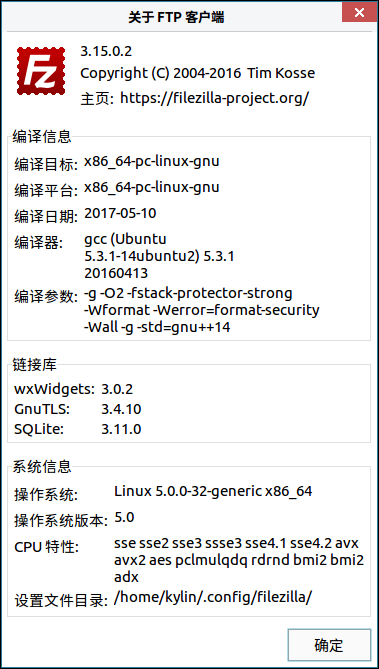 关于 FTP 客户端
Fz
3.15.0.2
Copyright (C) 2004-2016 Tim Kosse
主页: https://filezilla-project.org/
编译信息
编译目标: x86_64-pc-linux-gnu
编译平台: x86_64-pc-linux-gnu
编译日期: 2017-05-10
编译器: gcc (Ubuntu
5.3.1-14ubuntu2) 5.3.1
20160413
编译参数: -g -O2 -fstack-protector-strong
-Wformat -Werror=format-security
-Wall -g -std=gnu++14
链接库
wxWidgets: 3.0.2
GnuTLS: 3.4.10
SQLite: 3.11.0
系统信息
操作系统: Linux 5.0.0-32-generic x86_64
操作系统版本: 5.0
CPU 特性: sse sse2 sse3 ssse3 sse4.1 sse4.2 avx
avx2 aes pclmulqdq rdrnd bmi2 bmi2
adx
设置文件目录: /home/kylin/.config/filezilla/
确定